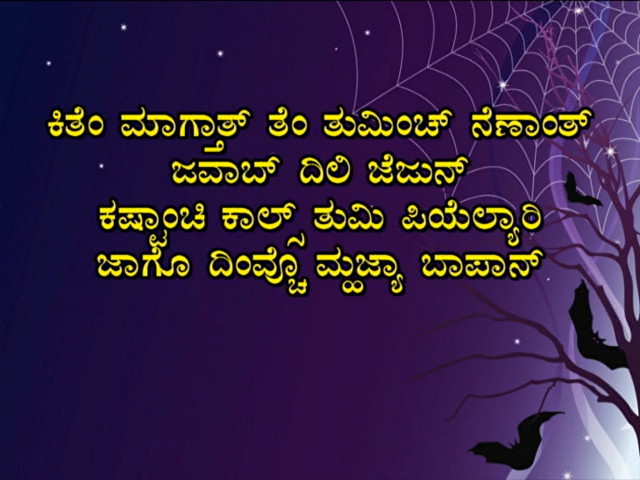 ಕಿತೆಂ ಮಾಗ್ತಾತ್ ತೆಂ ತುಮಿಂಚ್ ನೆಣಾಂತ್
ಜವಾಬ್ ದಿಲಿ ಜೆಜುನ್
ಕಷ್ಟಾಂಚಿ ಕಾಲ್ಸ್ ತುಮಿ ಪಿಯೆಲ್ಯಾರಿ
ಜಾಗೊ ದಿಂವ್ಚೊ ಮ್ಹಜ್ಯಾ ಬಾಪಾನ್